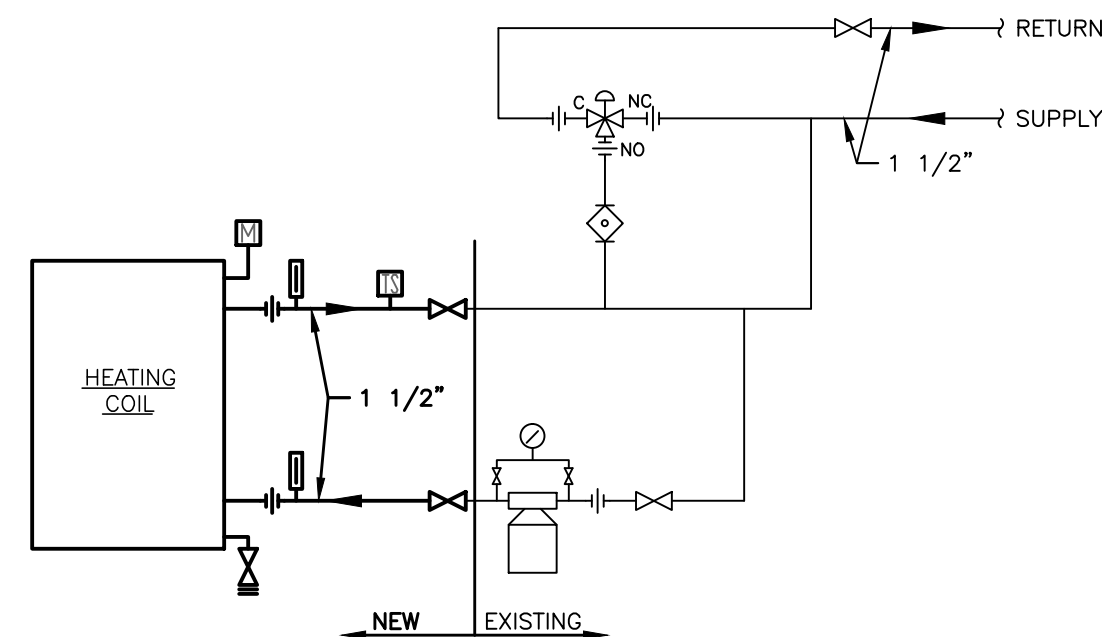 RETURN
C NC
SUPPLY
NO
1 1/2”
M
TS
HEATING
COIL
1 1/2”
NEW EXISTING